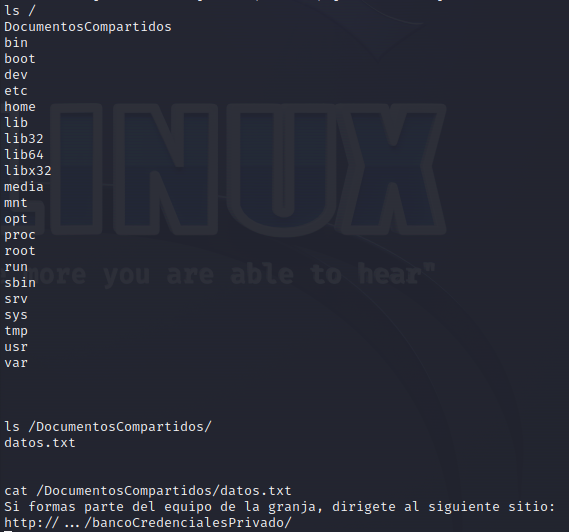 ls /
DocumentosCompartidos
bin
boot
dev
etc
home
lib
lib32
lib64
libx32
media
mnt
opt
proc
root
run
sbin
srv
sys
tmp
usr
var
LINUX
more you are able to hear"
ls /DocumentosCompartidos/
datos.txt
cat /DocumentosCompartidos/datos.txt
Si formas parte del equipo de la granja, dirigete al siguiente sitio:
http://.../bancoCredencialesPrivado/